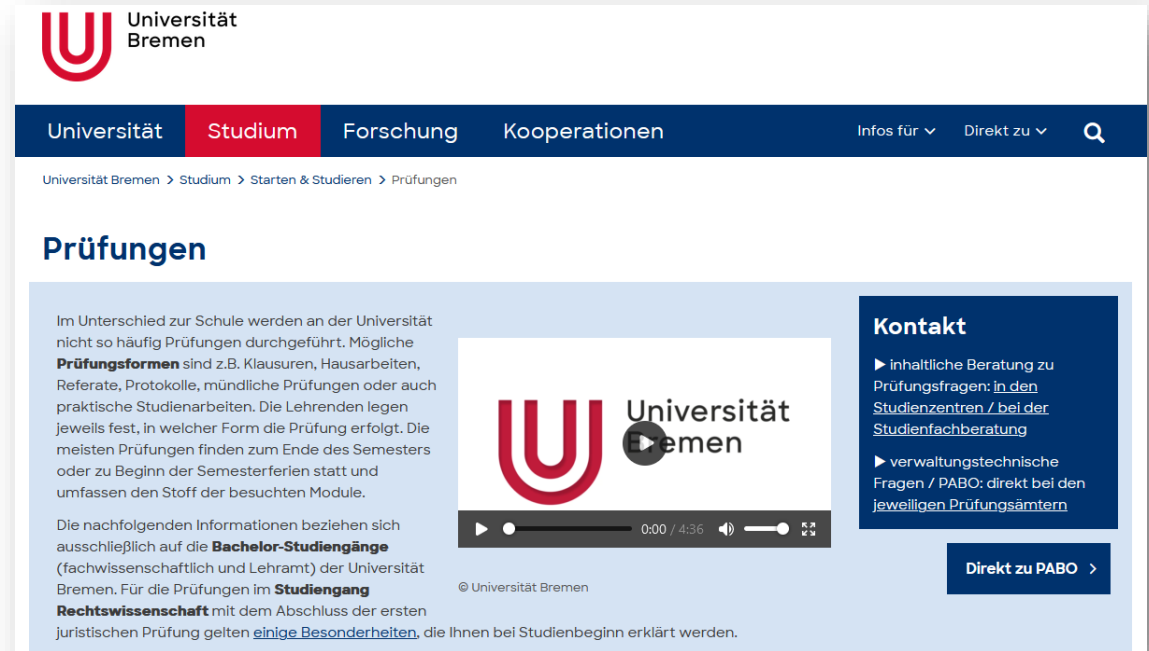 Universität
Bremen
Universität
Studium
Forschung
Kooperationen
Infos für
Direkt zu
Universität Bremen > Studium > Starten & Studieren > Prüfungen
Prüfungen
Im Unterschied zur Schule werden an der Universität
nicht so häufig Prüfungen durchgeführt. Mögliche
Prüfungsformen sind z.B. Klausuren, Hausarbeiten,
Referate, Protokolle, mündliche Prüfungen oder auch
praktische Studienarbeiten. Die Lehrenden legen
jeweils fest, in welcher Form die Prüfung erfolgt. Die
meisten Prüfungen finden zum Ende des Semesters
oder zu Beginn der Semesterferien statt und
umfassen den Stoff der besuchten Module.
Die nachfolgenden Informationen beziehen sich
ausschließlich auf die Bachelor-Studiengänge
(fachwissenschaftlich und Lehramt) der Universität
Bremen. Für die Prüfungen im Studiengang
Rechtswissenschaft mit dem Abschluss der ersten
juristischen Prüfung gelten einige Besonderheiten, die Ihnen bei Studienbeginn erklärt werden.
Universität
Bremen
0:00 / 4:36
© Universität Bremen
Kontakt
▶ inhaltliche Beratung zu
Prüfungsfragen: in den
Studienzentren / bei der
Studienfachberatung
▶ verwaltungstechnische
Fragen / PABO: direkt bei den
jeweiligen Prüfungsämtern
Direkt zu PABO >